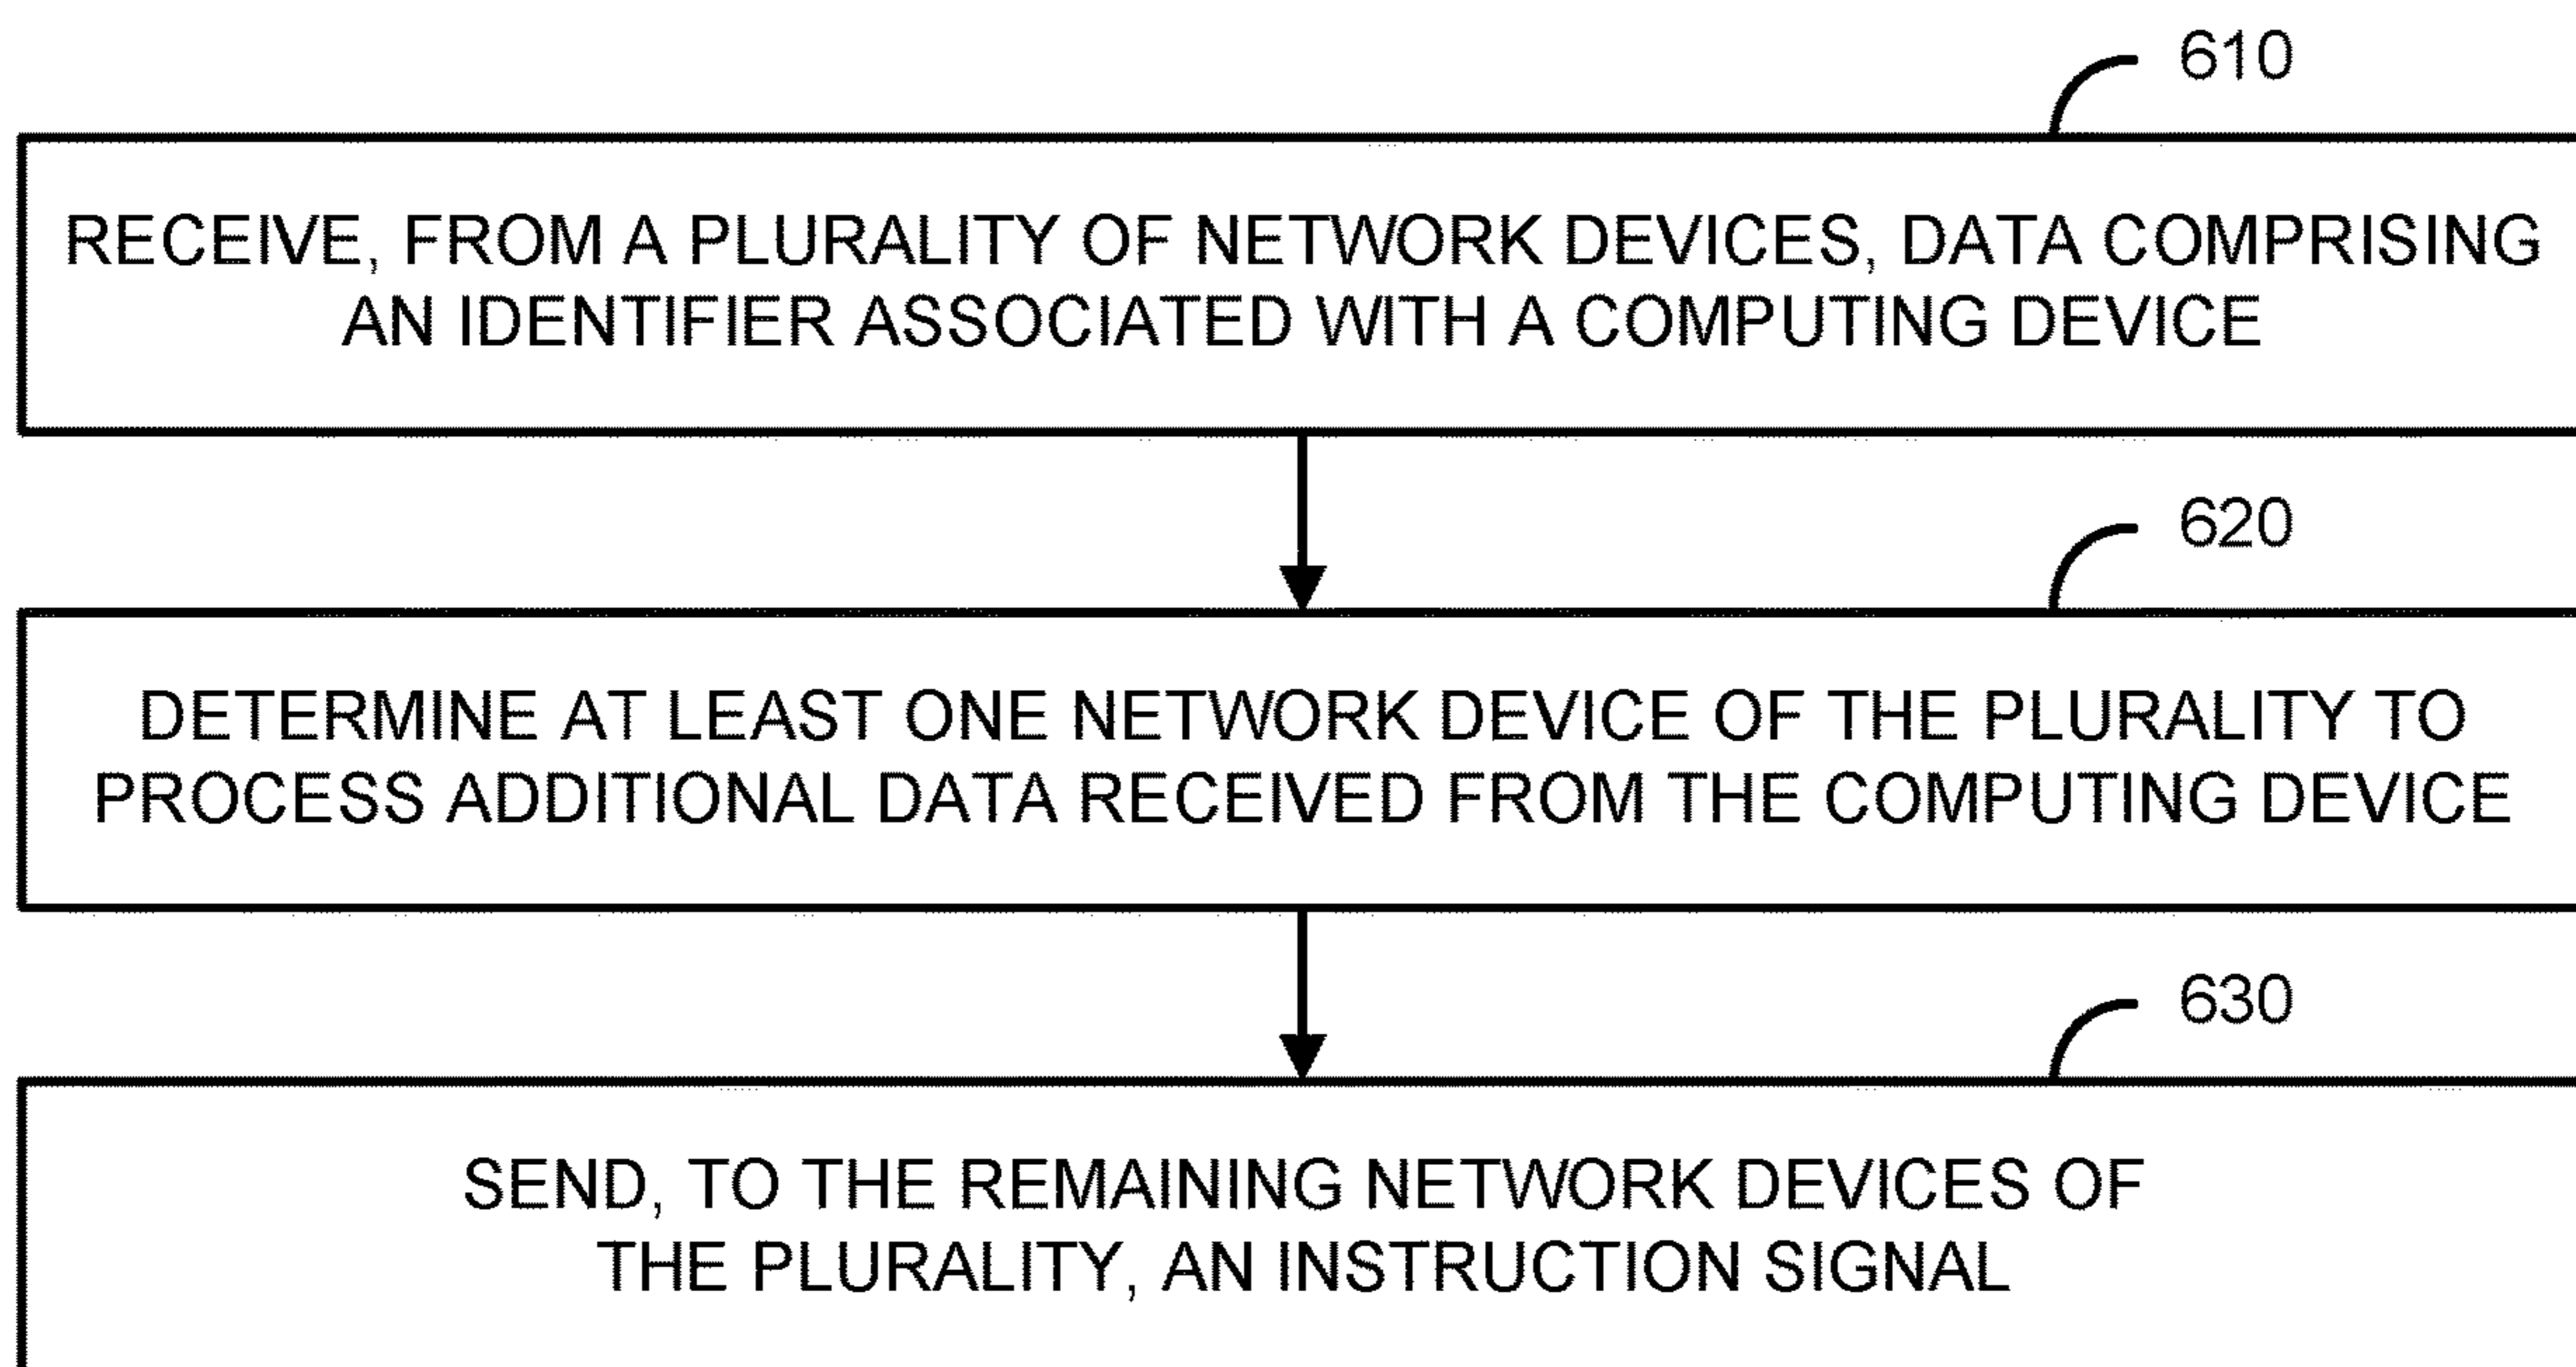 610
RECEIVE, FROM A PLURALITY OF NETWORK DEVICES, DATA COMPRISING
AN IDENTIFIER ASSOCIATED WITH A COMPUTING DEVICE
620
DETERMINE AT LEAST ONE NETWORK DEVICE OF THE PLURALITY TO
PROCESS ADDITIONAL DATA RECEIVED FROM THE COMPUTING DEVICE
630
SEND, TO THE REMAINING NETWORK DEVICES OF
THE PLURALITY, AN INSTRUCTION SIGNAL